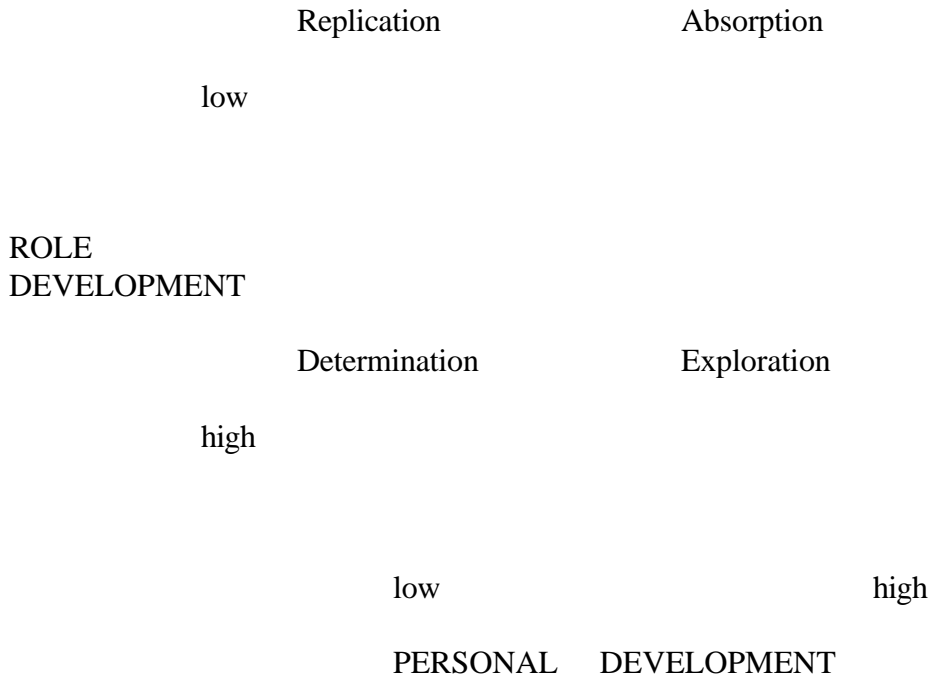 Replication Absorption
low
ROLE
DEVELOPMENT
Determination Exploration
high
low high
PERSONAL DEVELOPMENT